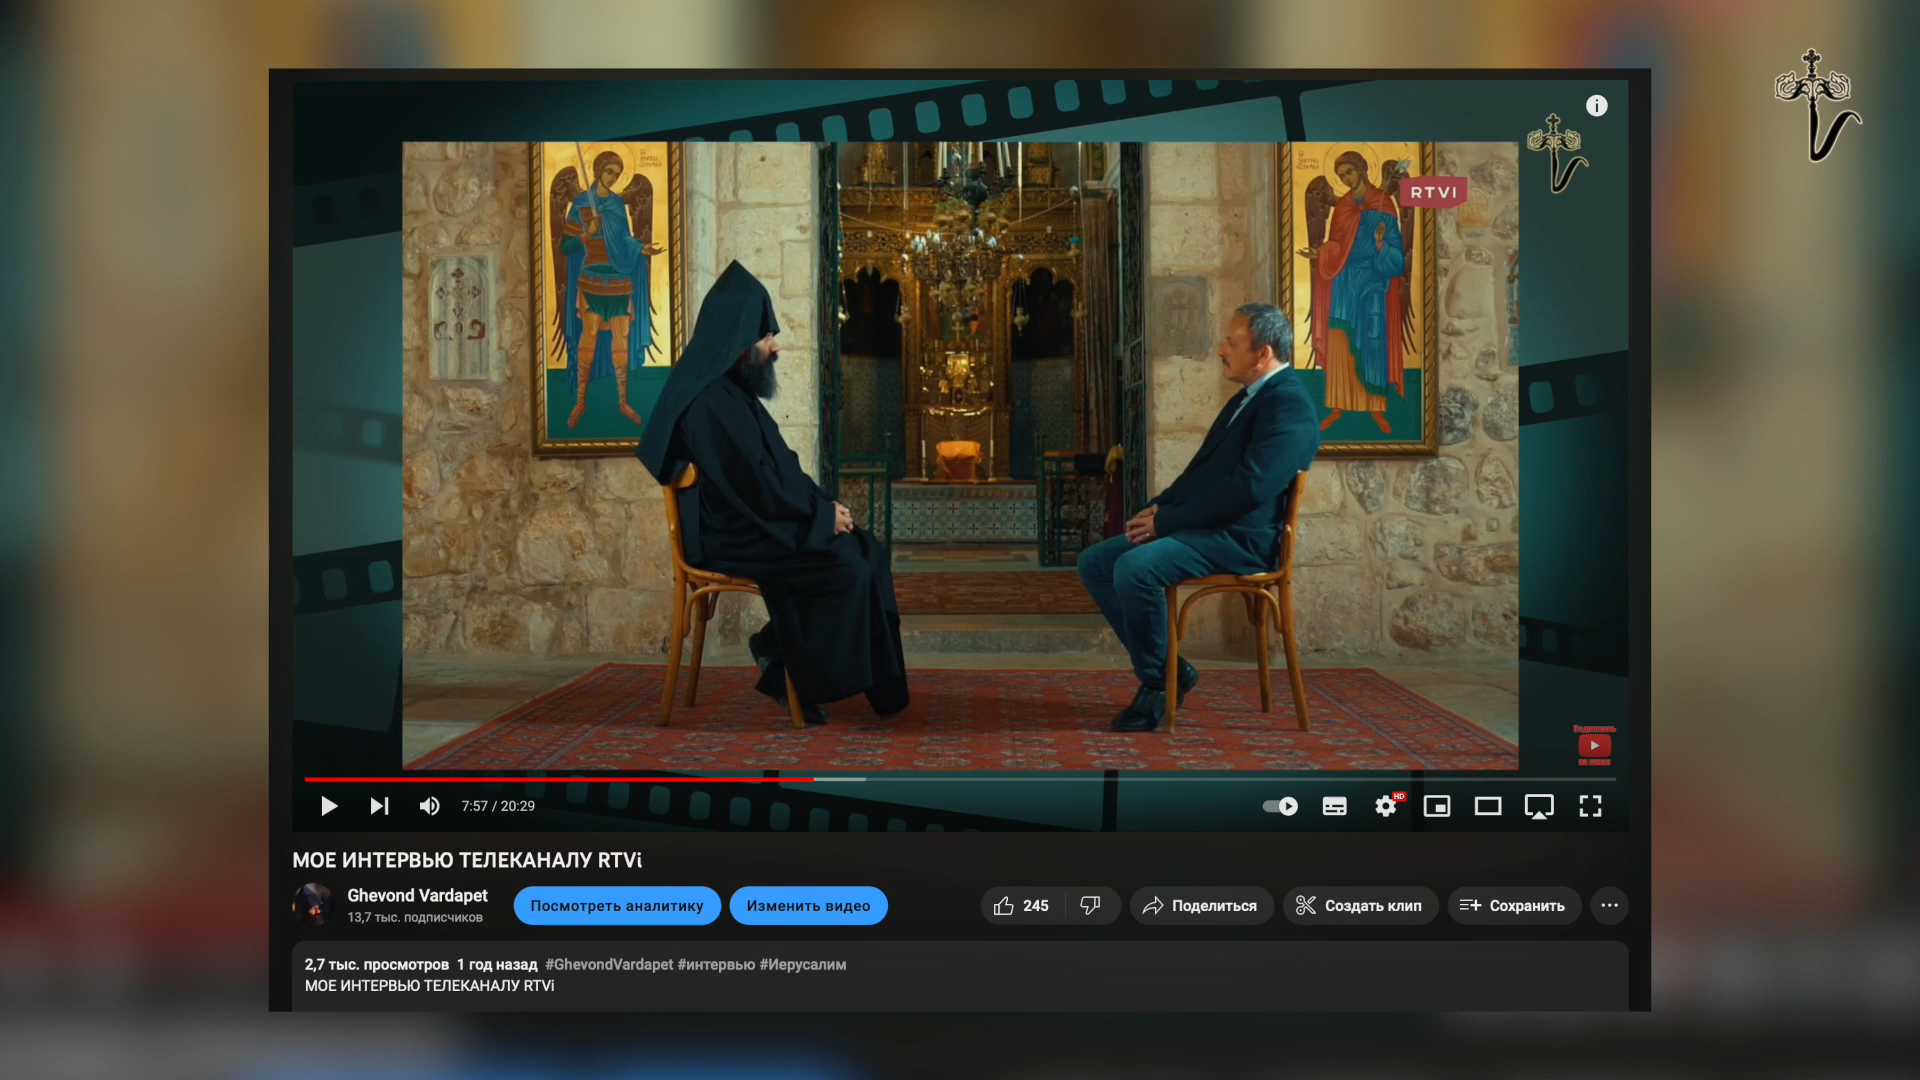 RTVI
7:57 / 20:29
HD
МОЕ ИНТЕРВЬЮ ТЕЛЕКАНАЛУ RTVi
Ghevond Vardapet
13,7 тыс. подписчиков
Посмотреть аналитику
Изменить видео
245
Поделиться
Создать клип
Сохранить
2,7 тыс. просмотров 1 год назад #GhevondVardapet #интервью #Иерусалим
МОЕ ИНТЕРВЬЮ ТЕЛЕКАНАЛУ RTVi